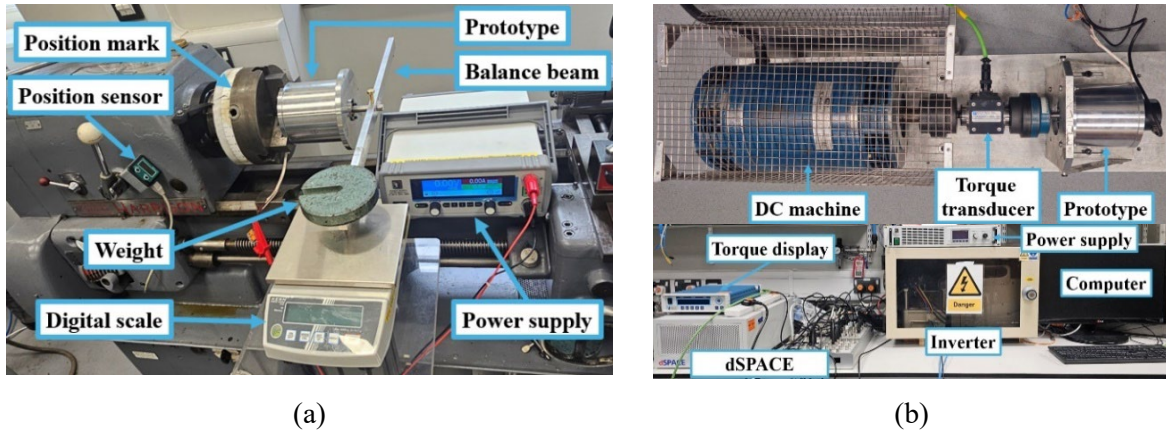 Position mark
Position sensor
Prototype
Balance beam
Weight
Digital scale
Power supply
(a)
DC machine
Torque
transducer
Prototype
Torque display
Power supply
Computer
Danger
Inverter
dSPACE
dSPACE
(b)